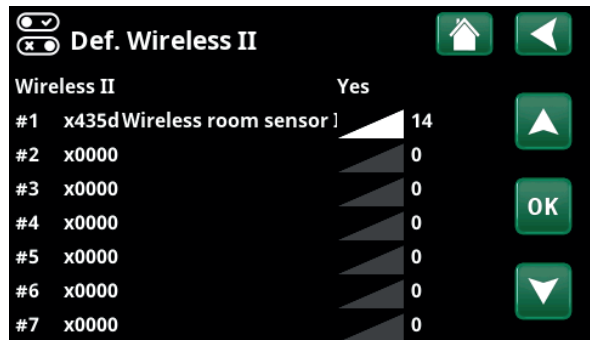 Def. Wireless II
Wireless II Yes
#1 x435d Wireless room sensor 14
#2 x0000 0
#3 x0000 0
#4 x0000 0
#5 x0000 0
OK
#6 x0000 0
#7 x0000 0